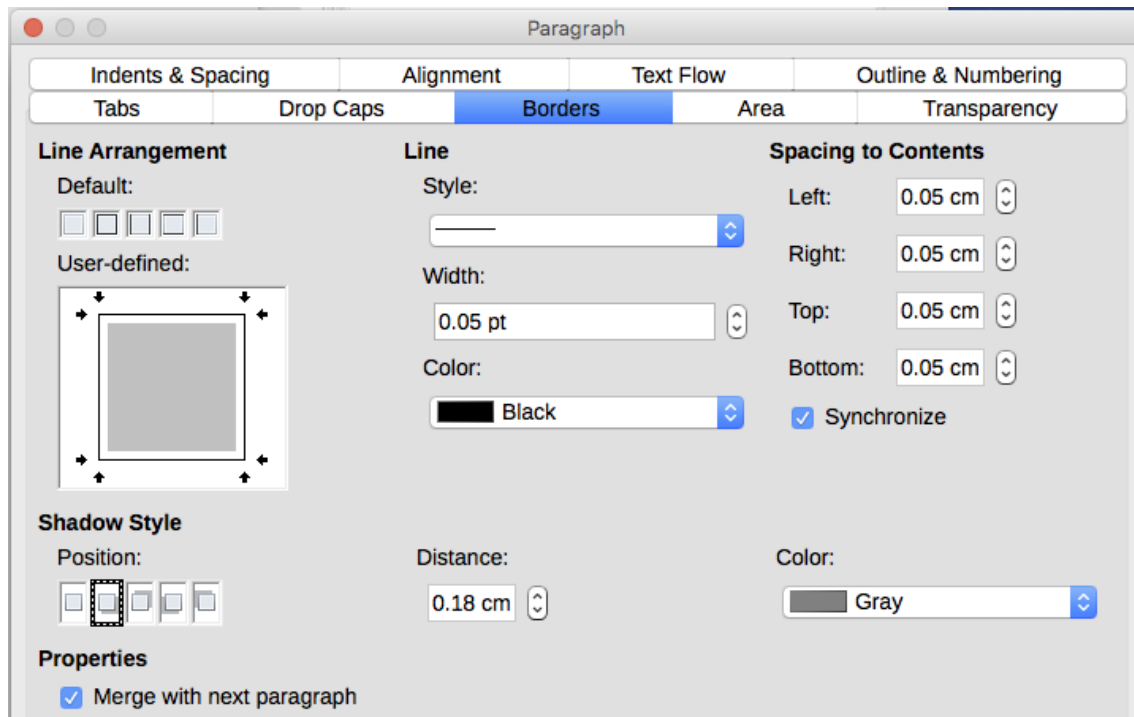 Paragraph
Indents & Spacing Alignment Text Flow Outline & Numbering
Tabs Drop Caps Borders Area Transparency
Line Arrangement
Default:
User-defined:
Line
Style:
Width:
0.05 pt
Color:
Black
Spacing to Contents
Left: 0.05 cm
Right: 0.05 cm
Top: 0.05 cm
Bottom: 0.05 cm
Synchronize
Shadow Style
Position:
Distance:
0.18 cm
Color:
Gray
Properties
Merge with next paragraph